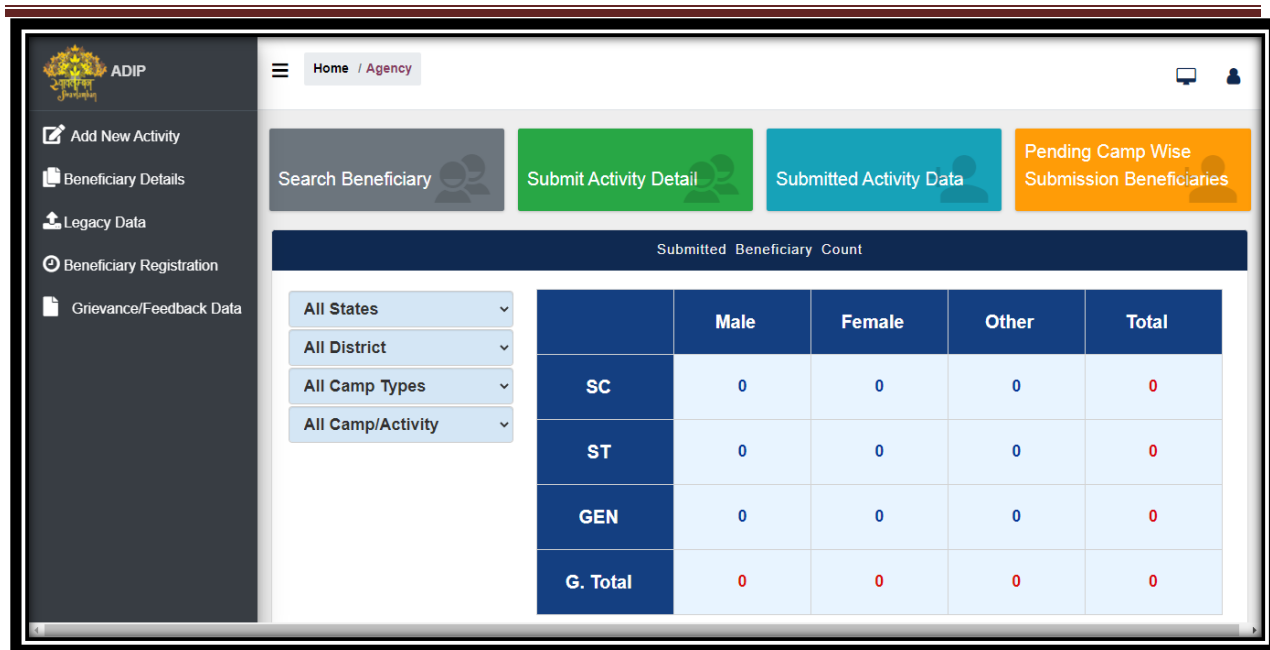 ADIP
स्वावलंबन
Swavlamban
Home / Agency
Add New Activity
Beneficiary Details
Legacy Data
Beneficiary Registration
Grievance/Feedback Data
Search Beneficiary
Submit Activity Detail
Submitted Activity Data
Pending Camp Wise
Submission Beneficiaries
Submitted Beneficiary Count
All States
All District
All Camp Types
All Camp/Activity
Male Female Other Total
SC 0 0 0 0
ST 0 0 0 0
GEN 0 0 0 0
G. Total 0 0 0 0